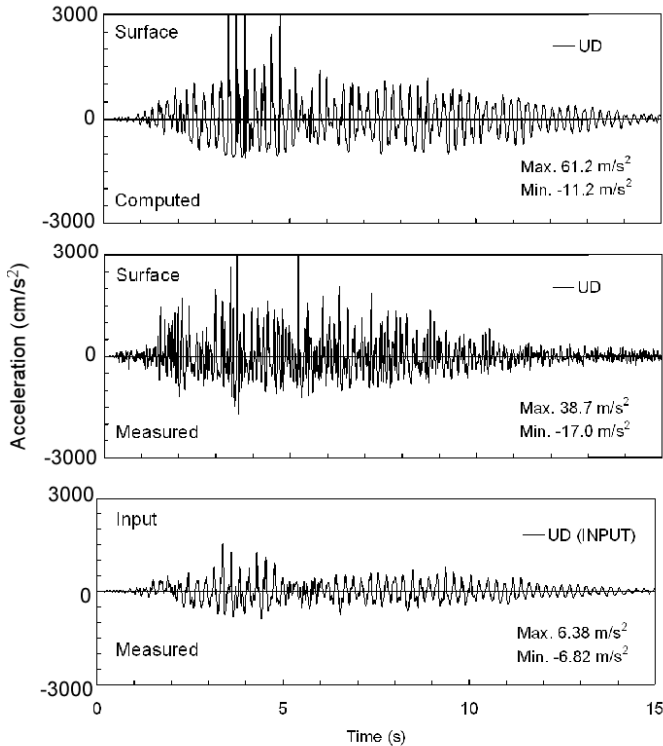 3000
Surface
UD
0
Max. 61.2 m/s²
Min. -11.2 m/s²
Computed
-3000
3000
Surface
UD
0
Max. 38.7 m/s²
Min. -17.0 m/s²
Measured
-3000
Acceleration (cm/s²)
3000
Input
UD (INPUT)
0
Max. 6.38 m/s²
Min. -6.82 m/s²
Measured
-3000
0 5 10 15
Time (s)